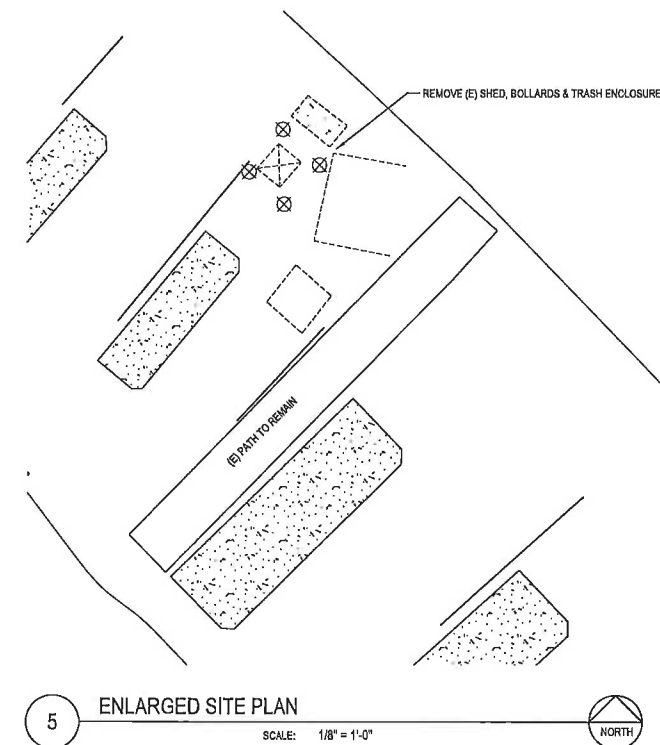 REMOVE (E) SHED, BOLLARDS & TRASH ENCLOSURE
(E) PATH TO REMAIN
5
ENLARGED SITE PLAN
SCALE: 1/8" = 1'-0"
NORTH